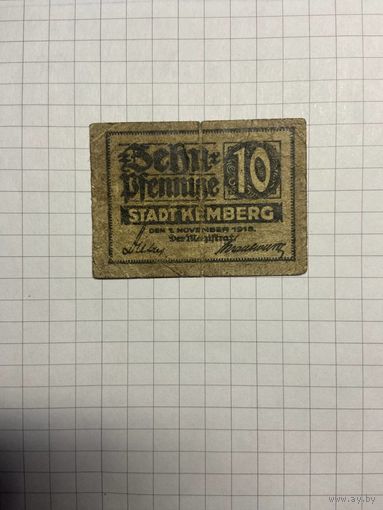 Zehn
Pfennige
10
STADT KEMBERG
DEN 1. NOVEMBER 1918.
Der Magistrat
www.ay.by